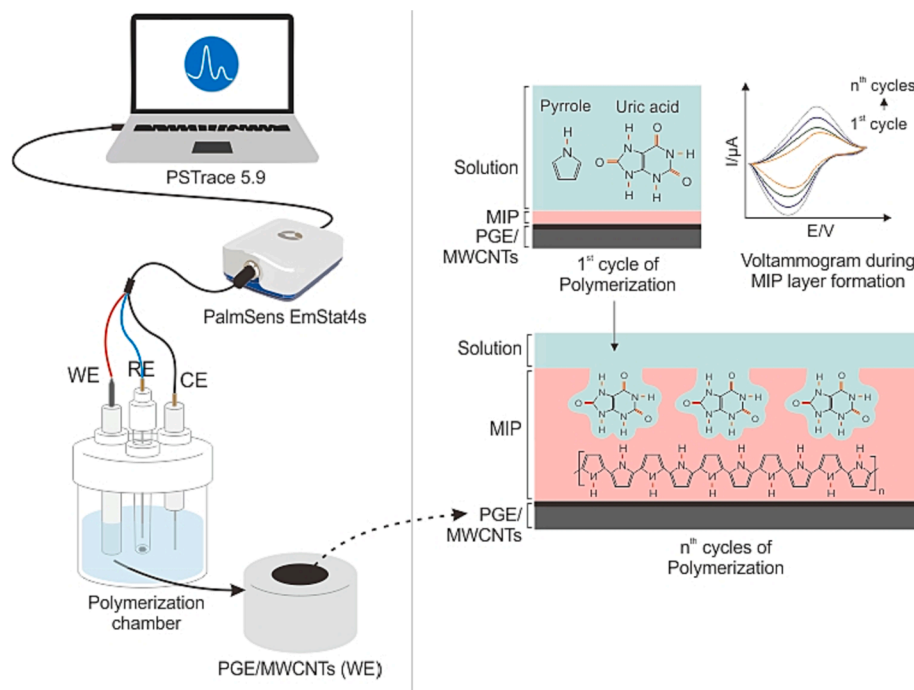 PSTrace 5.9
PalmSens EmStat4s
WE
RE
CE
Polymerization
chamber
PGE/MWCNTs (WE)
Pyrrole
Uric acid
H
N
O
H
N
O
N
H
O
N
H
N
H
Solution
MIP
PGE/
MWCNTs
1st cycle of
Polymerization
nth cycles
1st cycle
I/µA
E/V
Voltammogram during
MIP layer formation
Solution
MIP
PGE/
MWCNTs
H
N
O
N
H
O
N
H
N
H
O
H
N
O
N
H
O
N
H
N
H
O
H
N
O
N
H
O
N
H
N
H
O
H
H
H
H
H
N
N
N
N
N
N
N
N
N
H
H
H
H
n
nth cycles of
Polymerization